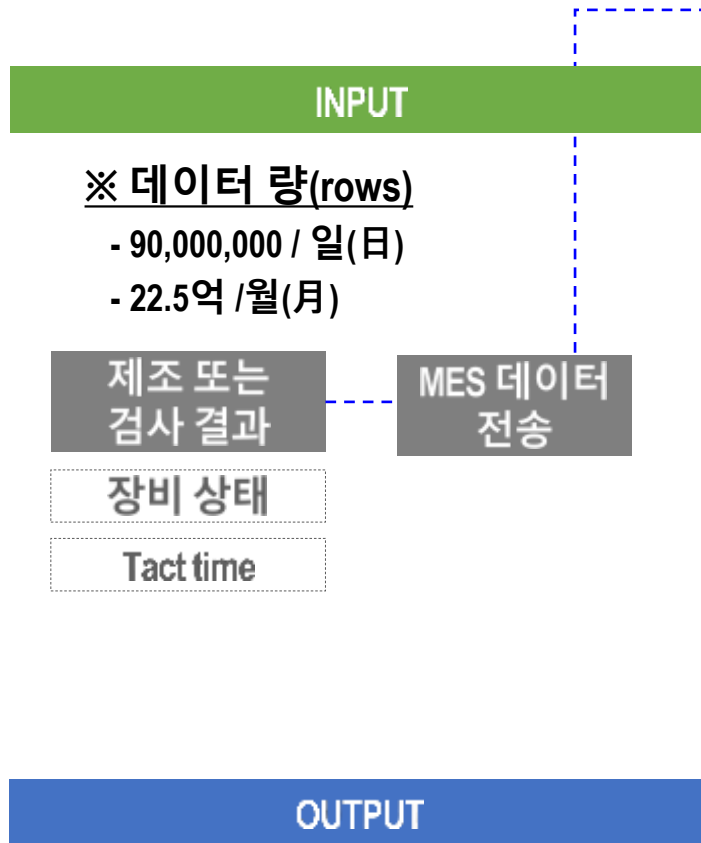 INPUT
※ 데이터 량(rows)
- 90,000,000 / 일(日)
- 22.5억 /월(月)
제조 또는
검사 결과
MES 데이터
전송
장비 상태
Tact time
OUTPUT